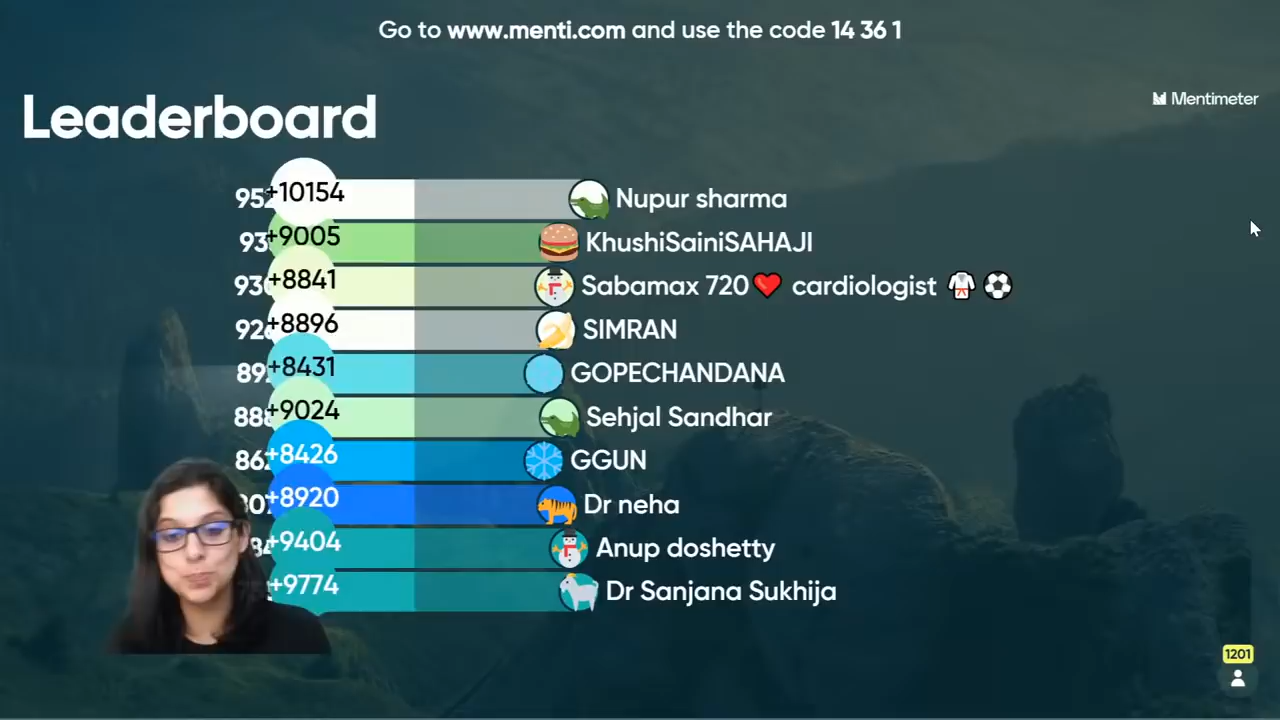 Go to www.menti.com and use the code 14 36 1
Leaderboard
Mentimeter
+10154 Nupur sharma
+9005 KhushiSainiSAHAJI
+8841 Sabamax 720❤️ cardiologist 🥋⚽
+8896 SIMRAN
+8431 GOPECHANDANA
+9024 Sehjal Sandhar
+8426 GGUN
+8920 Dr neha
+9404 Anup doshetty
+9774 Dr Sanjana Sukhija
1201